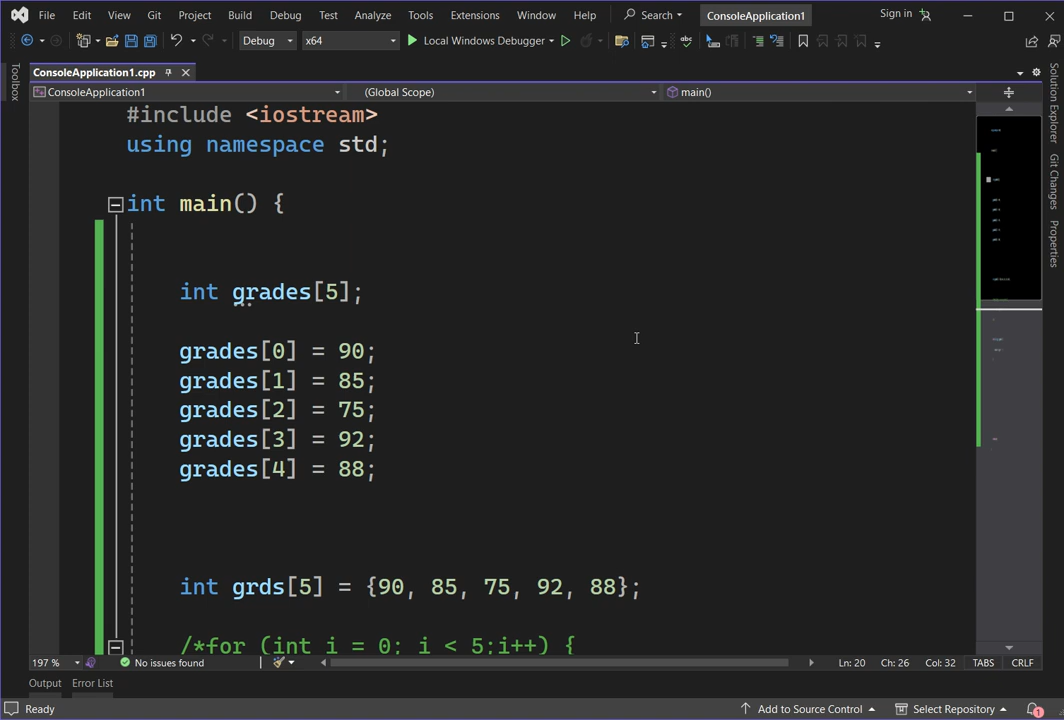 File Edit View Git Project Build Debug Test Analyze Tools Extensions Window Help Search ConsoleApplication1 Sign in
Debug x64 Local Windows Debugger
ConsoleApplication1.cpp
ConsoleApplication1 (Global Scope) main()
Toolbox
#include <iostream>
using namespace std;
int main() {
int grades[5];
grades[0] = 90;
grades[1] = 85;
grades[2] = 75;
grades[3] = 92;
grades[4] = 88;
int grds[5] = {90, 85, 75, 92, 88};
/*for (int i = 0; i < 5;i++) {
Solution Explorer
Git Changes
Properties
197 % No issues found Ln: 20 Ch: 26 Col: 32 TABS CRLF
Output Error List
Ready Add to Source Control Select Repository 1